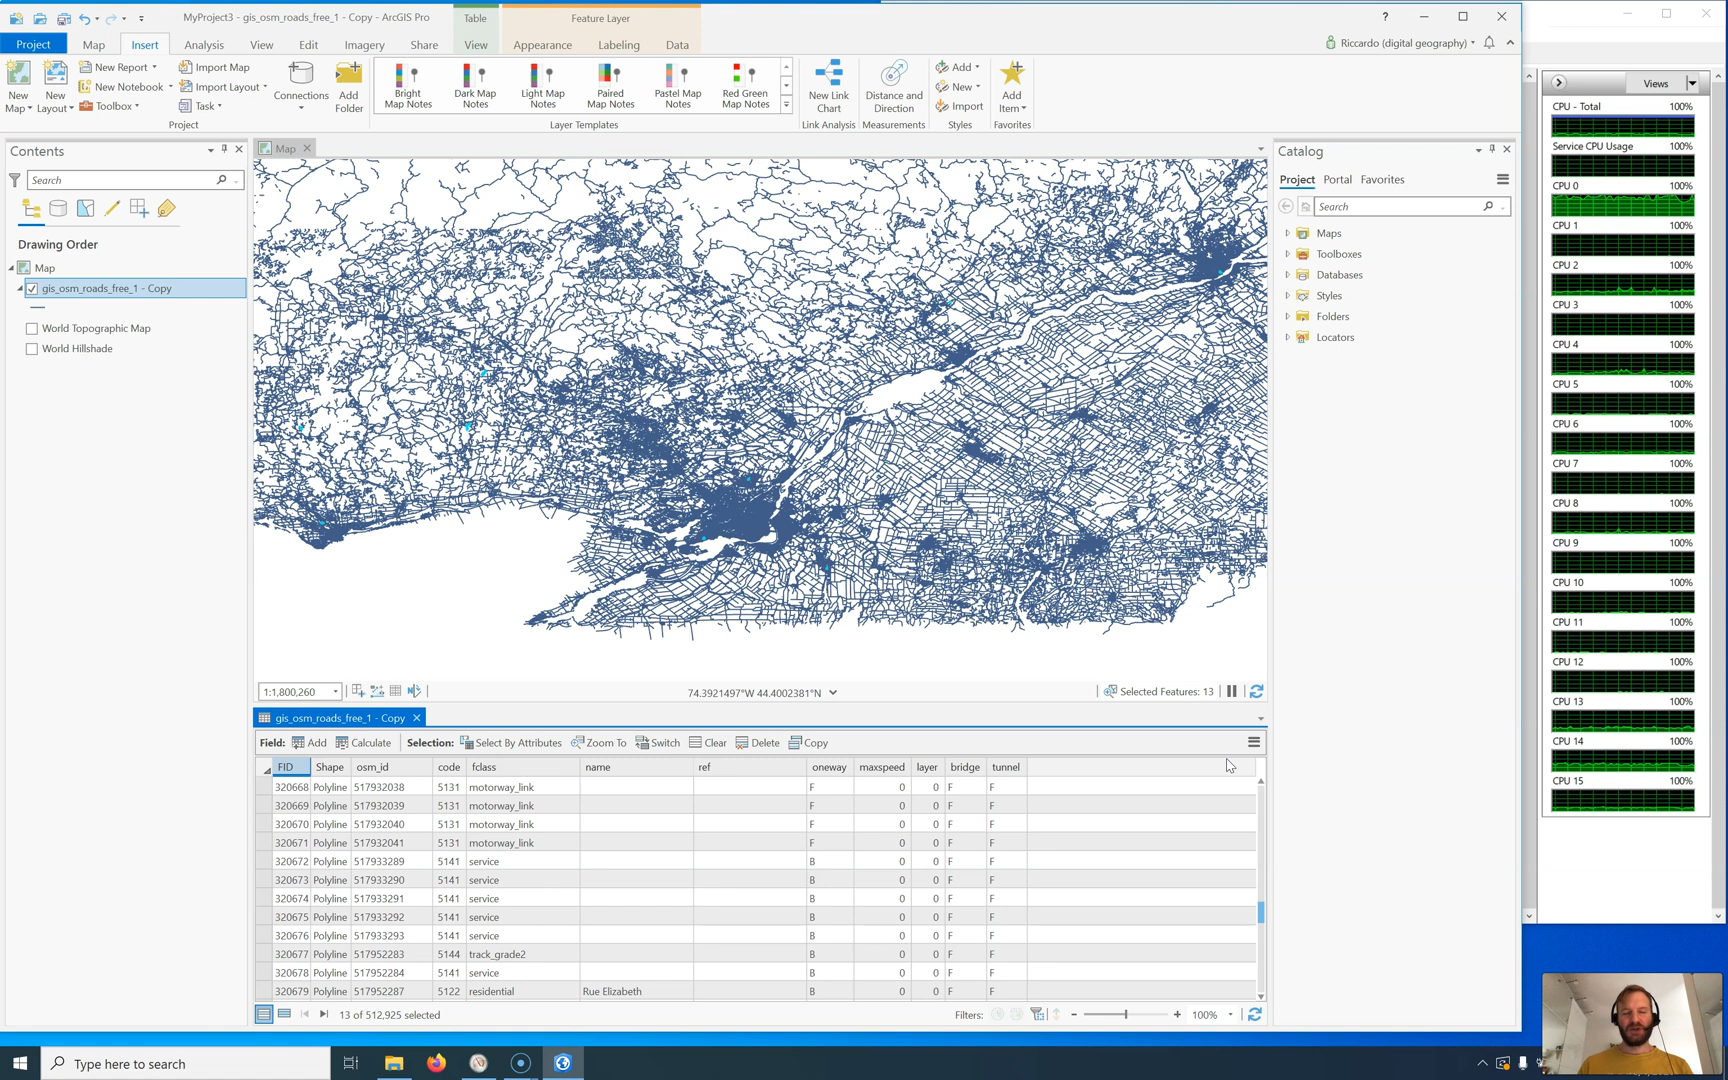 MyProject3 - gis_osm_roads_free_1 - Copy - ArcGIS Pro
Table
Feature Layer
?
Project
Map
Insert
Analysis
View
Edit
Imagery
Share
View
Appearance
Labeling
Data
Riccardo (digital geography)
New Map
New Layout
New Report
New Notebook
Toolbox
Import Map
Import Layout
Task
Connections
Add Folder
Project
Bright Map Notes
Dark Map Notes
Light Map Notes
Paired Map Notes
Pastel Map Notes
Red Green Map Notes
Layer Templates
New Link Chart
Link Analysis
Distance and Direction
Measurements
Add
New
Import
Styles
Add Item
Favorites
Contents
Search
Drawing Order
Map
gis_osm_roads_free_1 - Copy
World Topographic Map
World Hillshade
Map
1:1,800,260
74.3921497°W 44.4002381°N
Selected Features: 13
Catalog
Project Portal Favorites
Search
Maps
Toolboxes
Databases
Styles
Folders
Locators
gis_osm_roads_free_1 - Copy
Field: Add Calculate Selection: Select By Attributes Zoom To Switch Clear Delete Copy
FID Shape osm_id code fclass name ref oneway maxspeed layer bridge tunnel
320668 Polyline 517932038 5131 motorway_link F 0 0 F F
320669 Polyline 517932039 5131 motorway_link F 0 0 F F
320670 Polyline 517932040 5131 motorway_link F 0 0 F F
320671 Polyline 517932041 5131 motorway_link F 0 0 F F
320672 Polyline 517933289 5141 service B 0 0 F F
320673 Polyline 517933290 5141 service B 0 0 F F
320674 Polyline 517933291 5141 service B 0 0 F F
320675 Polyline 517933292 5141 service B 0 0 F F
320676 Polyline 517933293 5141 service B 0 0 F F
320677 Polyline 517952283 5144 track_grade2 B 0 0 F F
320678 Polyline 517952284 5141 service B 0 0 F F
320679 Polyline 517952287 5122 residential Rue Elizabeth B 0 0 F F
13 of 512,925 selected
Filters:
100%
Views
CPU - Total 100%
Service CPU Usage 100%
CPU 0 100%
CPU 1 100%
CPU 2 100%
CPU 3 100%
CPU 4 100%
CPU 5 100%
CPU 6 100%
CPU 7 100%
CPU 8 100%
CPU 9 100%
CPU 10 100%
CPU 11 100%
CPU 12 100%
CPU 13 100%
CPU 14 100%
CPU 15 100%
Type here to search